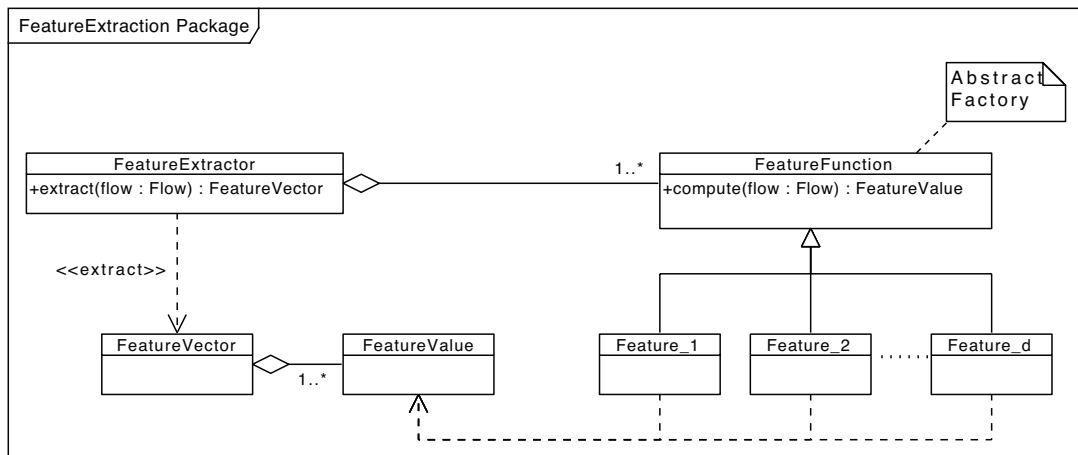 FeatureExtraction Package
Abstract
Factory
FeatureExtractor
+extract(flow : Flow) : FeatureVector
1..*
FeatureFunction
+compute(flow : Flow) : FeatureValue
<<extract>>
FeatureVector
1..*
FeatureValue
Feature_1
Feature_2
Feature_d